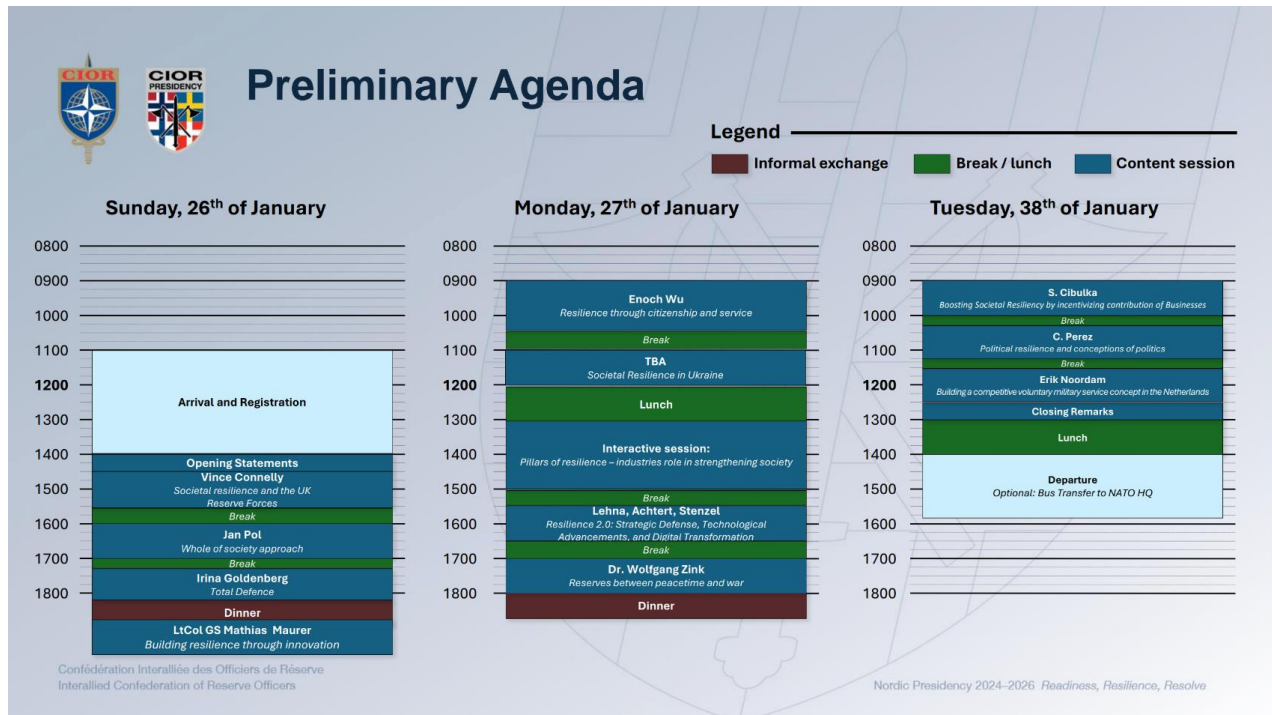 CIOR
CIOR
PRESIDENCY
Preliminary Agenda
Legend
Informal exchange
Break / lunch
Content session
Sunday, 26th of January
0800
0900
1000
1100
1200
1300
1400
1500
1600
1700
1800
Arrival and Registration
Opening Statements
Vince Connelly
Societal resilience and the UK
Reserve Forces
Break
Jan Pol
Whole of society approach
Break
Irina Goldenberg
Total Defence
Dinner
LtCol GS Mathias Maurer
Building resilience through innovation
Monday, 27th of January
0800
0900
1000
1100
1200
1300
1400
1500
1600
1700
1800
Enoch Wu
Resilience through citizenship and service
Break
TBA
Societal Resilience in Ukraine
Lunch
Interactive session:
Pillars of resilience – industries role in strengthening society
Break
Lehna, Achtert, Stenzel
Resilience 2.0: Strategic Defense, Technological
Advancements, and Digital Transformation
Break
Dr. Wolfgang Zink
Reserves between peacetime and war
Dinner
Tuesday, 38th of January
0800
0900
1000
1100
1200
1300
1400
1500
1600
1700
1800
S. Cibulka
Boosting Societal Resiliency by incentivizing contribution of Businesses
Break
C. Perez
Political resilience and conceptions of politics
Break
Erik Noordam
Building a competitive voluntary military service concept in the Netherlands
Closing Remarks
Lunch
Departure
Optional: Bus Transfer to NATO HQ
Confédération Interalliée des Officiers de Réserve
Interallied Confederation of Reserve Officers
Nordic Presidency 2024–2026 Readiness, Resilience, Resolve